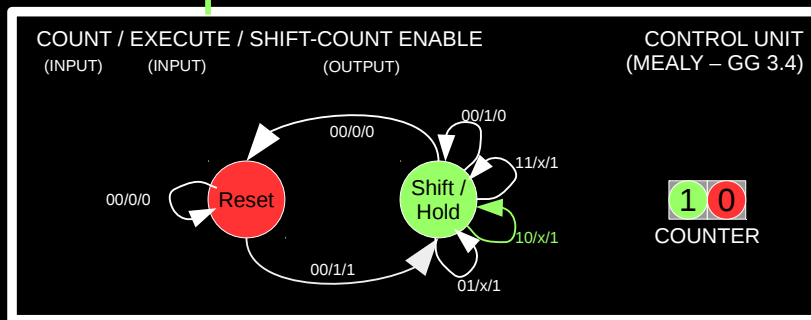 COUNT / EXECUTE / SHIFT-COUNT ENABLE
(INPUT) (INPUT) (OUTPUT)
CONTROL UNIT
(MEALY – GG 3.4)
00/0/0
00/1/0
11/x/1
00/0/0
Reset
Shift /
Hold
10/x/1
00/1/1
01/x/1
1 0
COUNTER